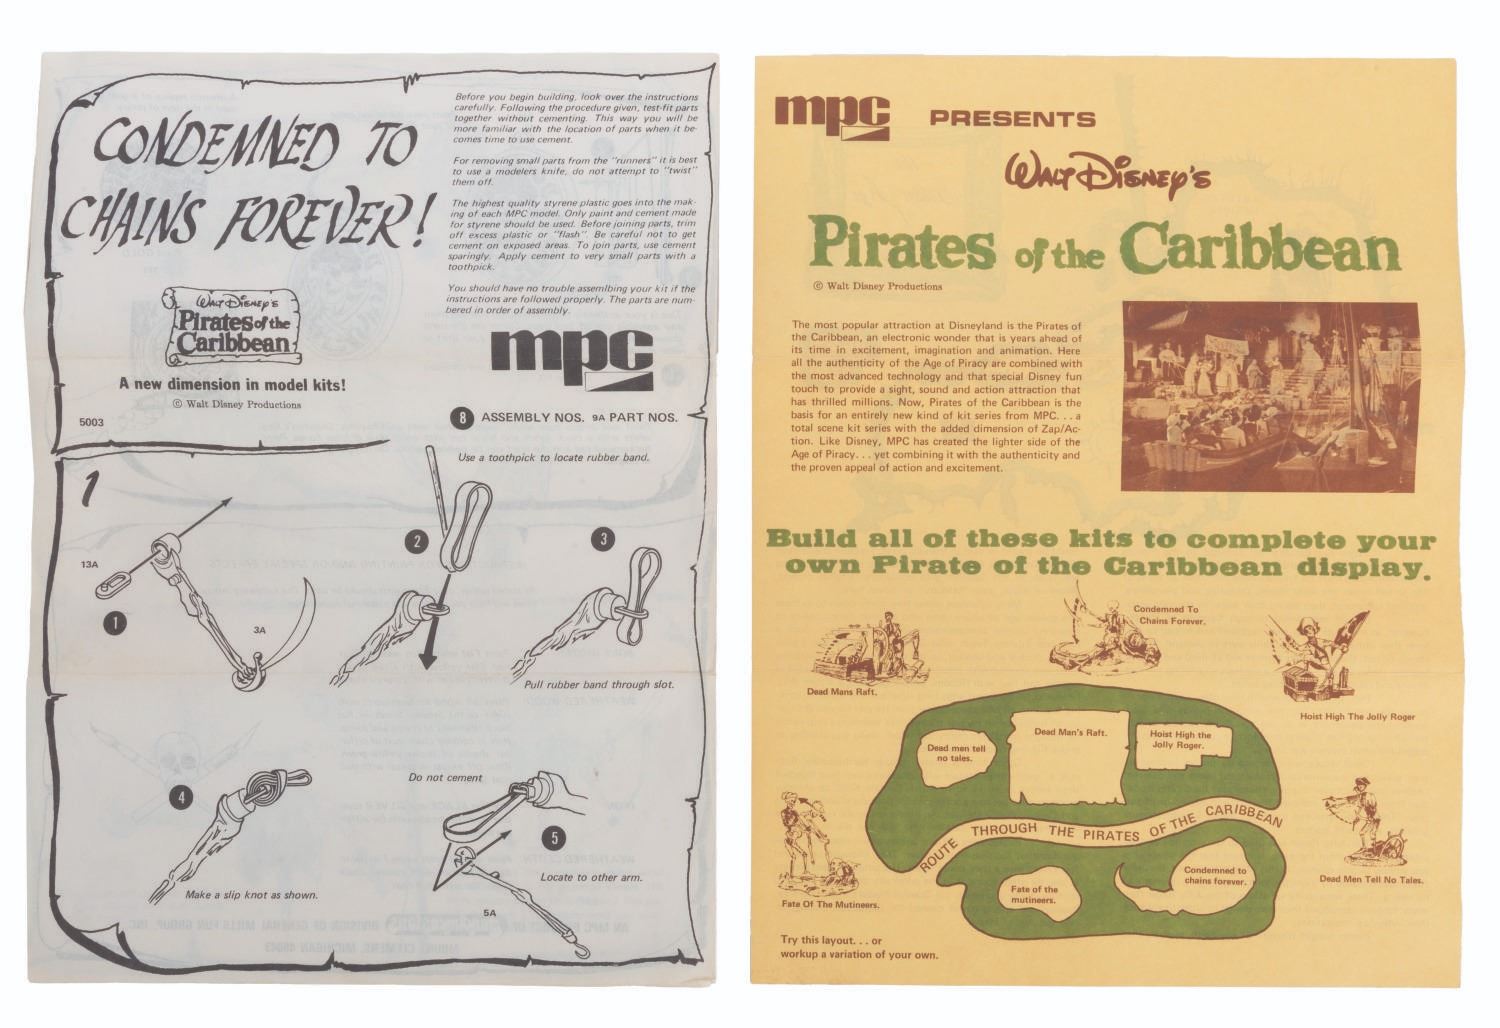 CONDEMNED TO
CHAINS FOREVER!
WALT DISNEY'S
Pirates of the
Caribbean
A new dimension in model kits!
© Walt Disney Productions
5003
Before you begin building, look over the instructions
carefully. Following the procedure given, test-fit parts
together without cementing. This way you will be
more familiar with the location of parts when it be-
comes time to use cement.
For removing small parts from the "runners" it is best
to use a modelers knife, do not attempt to "twist"
them off.
The highest quality styrene plastic goes into the mak-
ing of each MPC model. Only paint and cement made
for styrene should be used. Before joining parts, trim
off excess plastic or "flash". Be careful not to get
cement on exposed areas. To join parts, use cement
sparingly. Apply cement to very small parts with a
toothpick.
You should have no trouble assemlbing your kit if the
instructions are followed properly. The parts are num-
bered in order of assembly.
mpc
8 ASSEMBLY NOS. 9A PART NOS.
1
Use a toothpick to locate rubber band.
13A
1
3A
2
3
Pull rubber band through slot.
4
Make a slip knot as shown.
Do not cement
5
Locate to other arm.
5A
mpc PRESENTS
WALT DISNEY'S
Pirates of the Caribbean
© Walt Disney Productions
The most popular attraction at Disneyland is the Pirates of
the Caribbean, an electronic wonder that is years ahead of
its time in excitement, imagination and animation. Here
all the authenticity of the Age of Piracy are combined with
the most advanced technology and that special Disney fun
touch to provide a sight, sound and action attraction that
has thrilled millions. Now, Pirates of the Caribbean is the
basis for an entirely new kind of kit series from MPC. . . a
total scene kit series with the added dimension of Zap/Ac-
tion. Like Disney, MPC has created the lighter side of the
Age of Piracy. . . yet combining it with the authenticity and
the proven appeal of action and excitement.
Build all of these kits to complete your
own Pirate of the Caribbean display.
Dead Mans Raft.
Condemned To
Chains Forever.
Hoist High The Jolly Roger
Dead men tell
no tales.
Dead Man's Raft.
Hoist High the
Jolly Roger.
ROUTE THROUGH THE PIRATES OF THE CARIBBEAN
Fate of the
mutineers.
Condemned to
chains forever.
Fate Of The Mutineers.
Dead Men Tell No Tales.
Try this layout. . . or
workup a variation of your own.